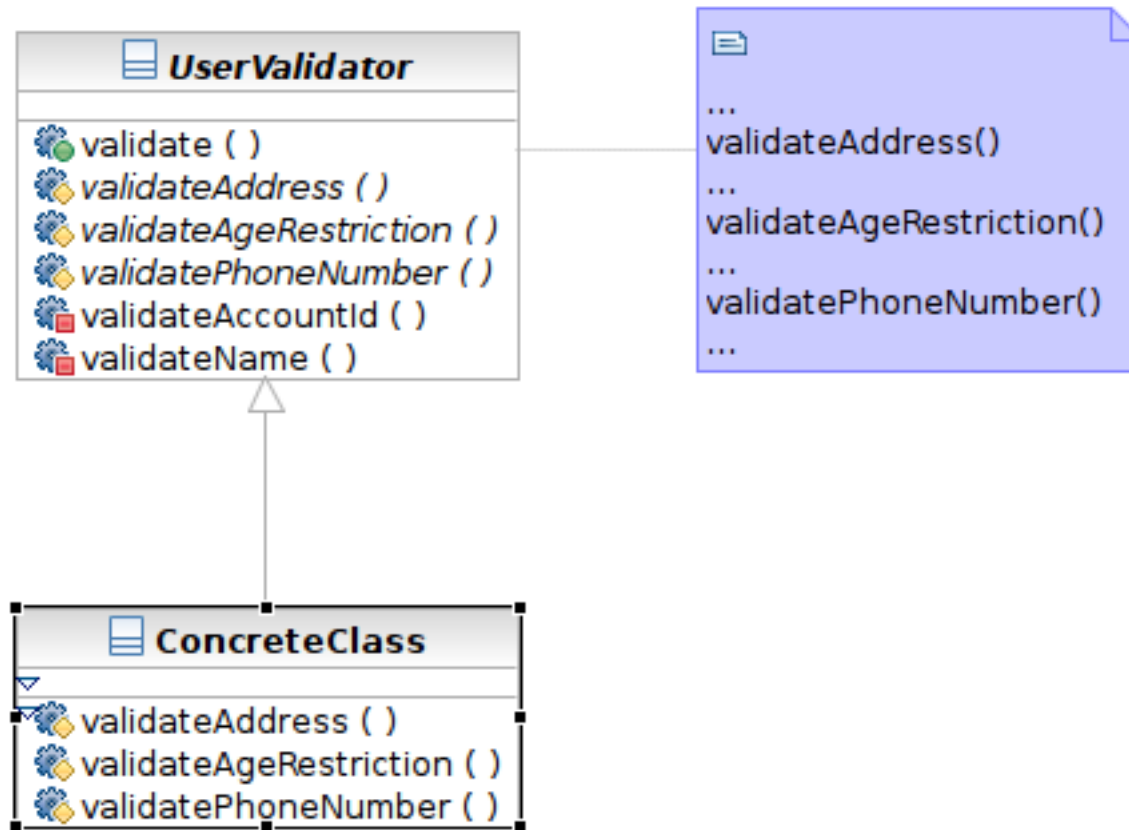 UserValidator
validate ( )
validateAddress ( )
validateAgeRestriction ( )
validatePhoneNumber ( )
validateAccountId ( )
validateName ( )
...
validateAddress()
...
validateAgeRestriction()
...
validatePhoneNumber()
...
ConcreteClass
validateAddress ( )
validateAgeRestriction ( )
validatePhoneNumber ( )